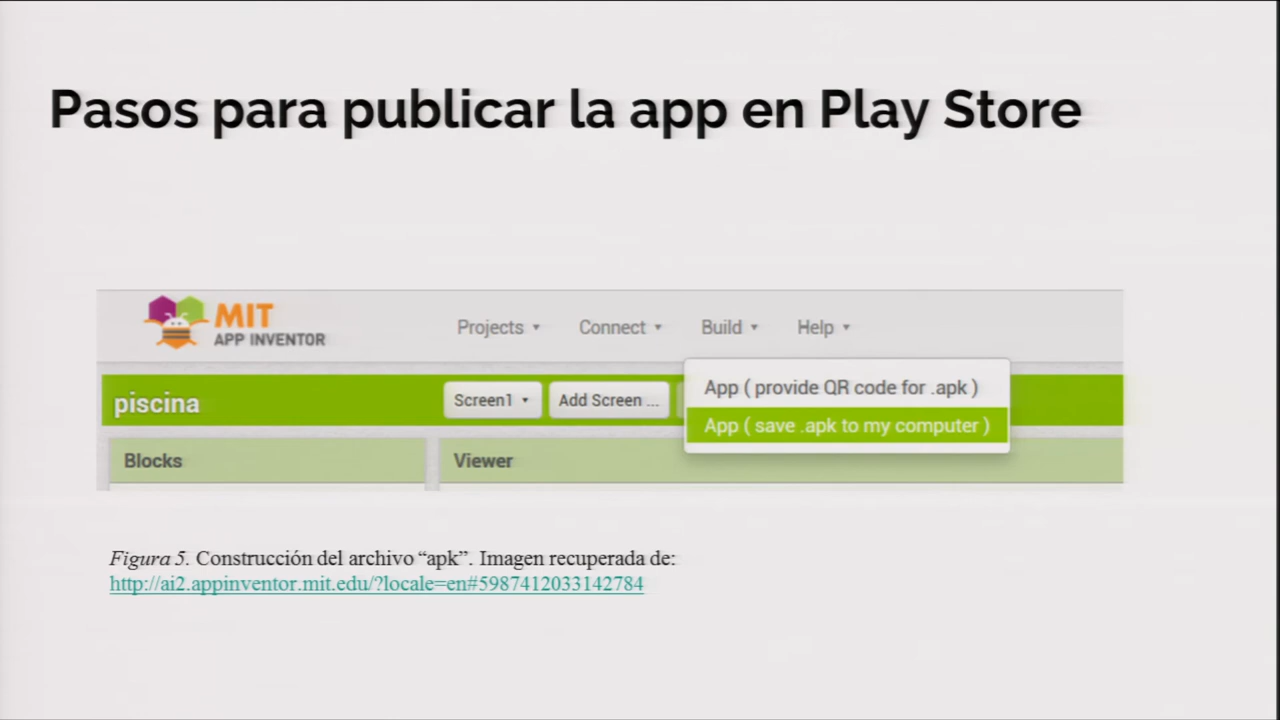 Pasos para publicar la app en Play Store
MIT
APP INVENTOR
Projects
Connect
Build
Help
piscina
Screen1
Add Screen ...
App ( provide QR code for .apk )
App ( save .apk to my computer )
Blocks
Viewer
Figura 5. Construcción del archivo “apk”. Imagen recuperada de:
http://ai2.appinventor.mit.edu/?locale=en#5987412033142784